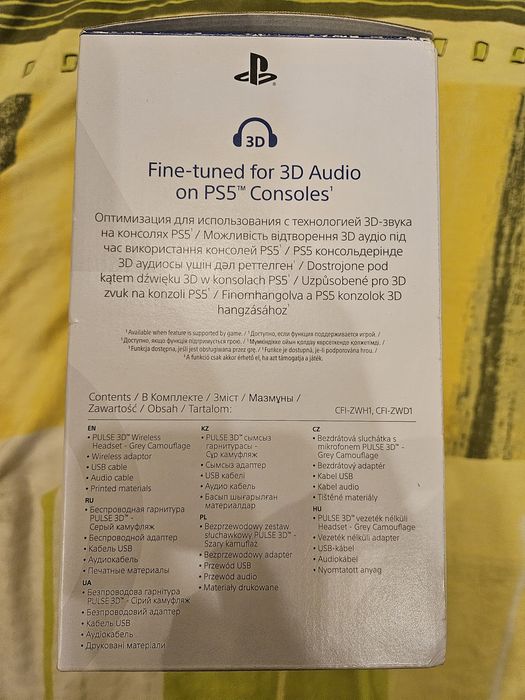 3D
Fine-tuned for 3D Audio
on PS5™ Consoles¹
Оптимизация для использования с технологией 3D-звука
на консолях PS5¹ / Можливість відтворення 3D аудіо під
час використання консолей PS5¹ / PS5 консольдерінде
3D аудиосы үшін дәл реттелген¹ / Dostrojone pod
kątem dźwięku 3D w konsolach PS5¹ / Uzpůsobené pro 3D
zvuk na konzoli PS5¹ / Finomhangolva a PS5 konzolok 3D
hangzásához¹
¹Available when feature is supported by game. / ¹Доступно, если функция поддерживается игрой. /
¹Доступно, якщо функція підтримується грою. / ¹Мүмкіндікке ойын қолдау көрсеткенде қолжетімді. /
¹Funkcja dostępna, jeśli jest obsługiwana przez grę. / ¹Funkce je dostupná, je-li podporována hrou. /
¹A funkció csak akkor érhető el, ha azt támogatja a játék.
Contents / В Комплекте / Зміст / Мазмұны /
Zawartość / Obsah / Tartalom:
CFI-ZWH1, CFI-ZWD1
EN
• PULSE 3D™ Wireless
Headset - Grey Camouflage
• Wireless adaptor
• USB cable
• Audio cable
• Printed materials
RU
• Беспроводная гарнитура
PULSE 3D™ -
Серый камуфляж
• Беспроводной адаптер
• Кабель USB
• Аудиокабель
• Печатные материалы
UA
• Безпроводова гарнітура
PULSE 3D™ - Сірий камуфляж
• Безпроводовий адаптер
• Кабель USB
• Аудіокабель
• Друковані матеріали
KZ
• PULSE 3D™ сымсыз
гарнитурасы -
Сұр камуфляж
• Сымсыз адаптер
• USB кабелі
• Аудио кабель
• Басып шығарылған
материалдар
PL
• Bezprzewodowy zestaw
słuchawkowy PULSE 3D™ -
Szary kamuflaż
• Bezprzewodowy adapter
• Przewód USB
• Przewód audio
• Materiały drukowane
CZ
• Bezdrátová sluchátka s
mikrofonem PULSE 3D™ -
Grey Camouflage
• Bezdrátový adaptér
• Kabel USB
• Kabel audio
• Tištěné materiály
HU
• PULSE 3D™ vezeték nélküli
Headset - Grey Camouflage
• Vezeték nélküli adapter
• USB-kábel
• Audiokábel
• Nyomtatott anyag